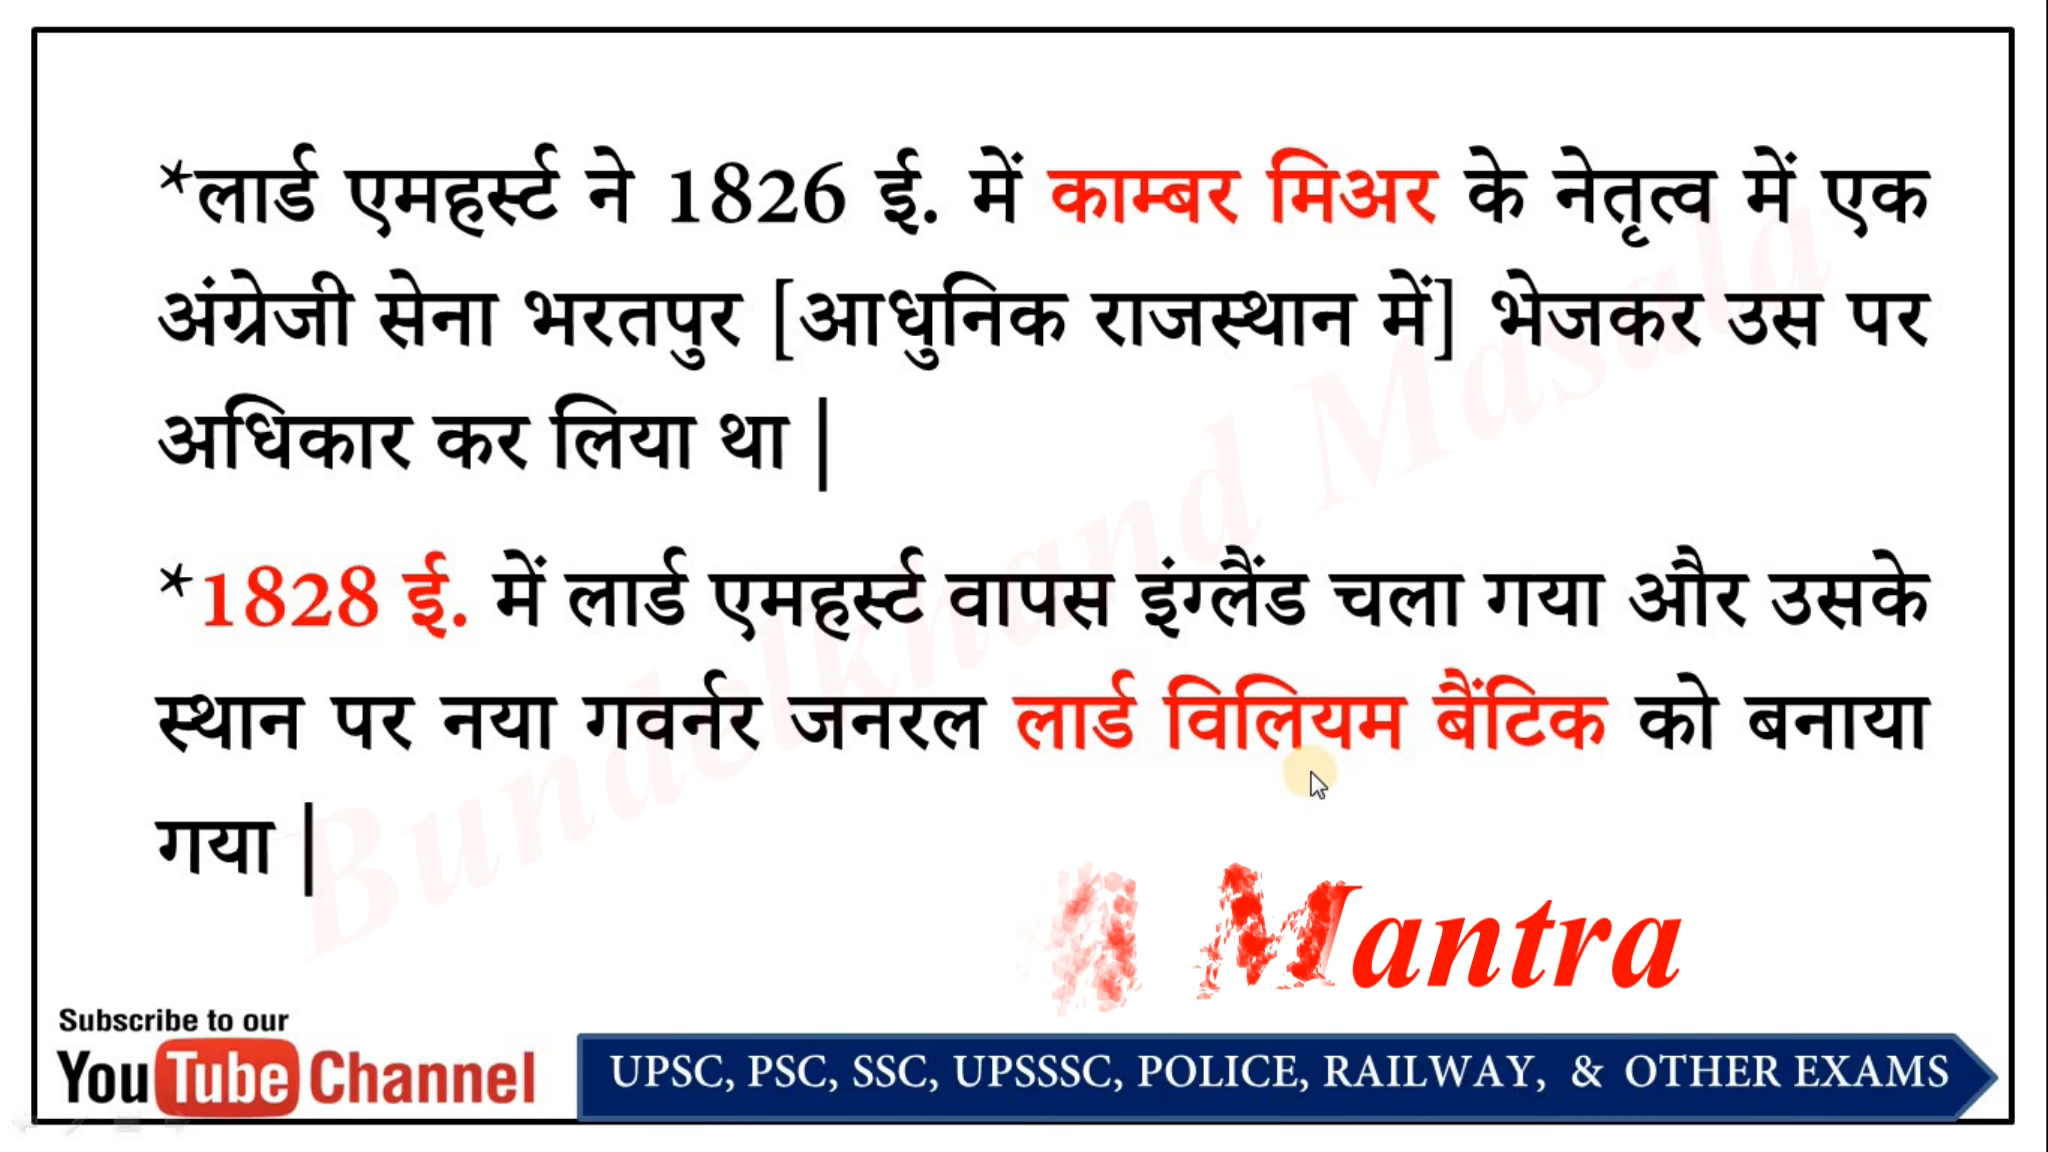 *लार्ड एमहर्स्ट ने 1826 ई. में काम्बर मिअर के नेतृत्व में एक
अंग्रेजी सेना भरतपुर [आधुनिक राजस्थान में] भेजकर उस पर
अधिकार कर लिया था |
*1828 ई. में लार्ड एमहर्स्ट वापस इंग्लैंड चला गया और उसके
स्थान पर नया गवर्नर जनरल लार्ड विलियम बैंटिक को बनाया
गया |
Bundelkhand Masala
Mantra
Subscribe to our
YouTube Channel
UPSC, PSC, SSC, UPSSSC, POLICE, RAILWAY, & OTHER EXAMS